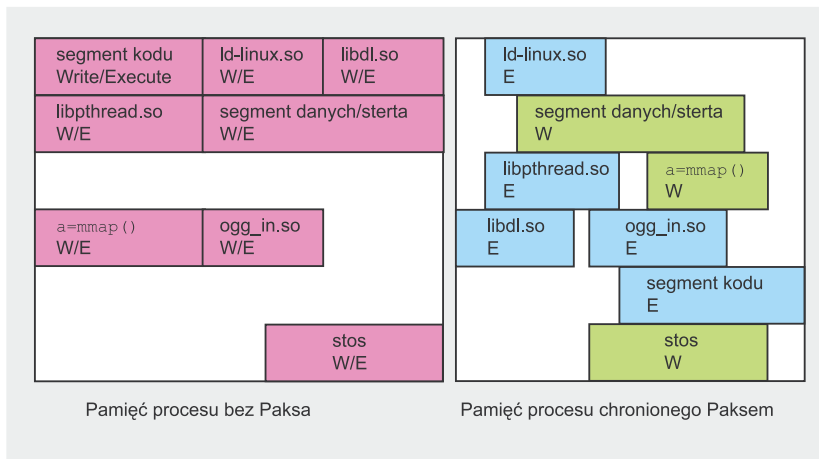 segment kodu
Write/Execute
ld-linux.so
W/E
libdl.so
W/E
libpthread.so
W/E
segment danych/sterta
W/E
a=mmap()
W/E
ogg_in.so
W/E
stos
W/E
Pamięć procesu bez Paksa
ld-linux.so
E
segment danych/sterta
W
libpthread.so
E
a=mmap()
W
libdl.so
E
ogg_in.so
E
segment kodu
E
stos
W
Pamięć procesu chronionego Paksem